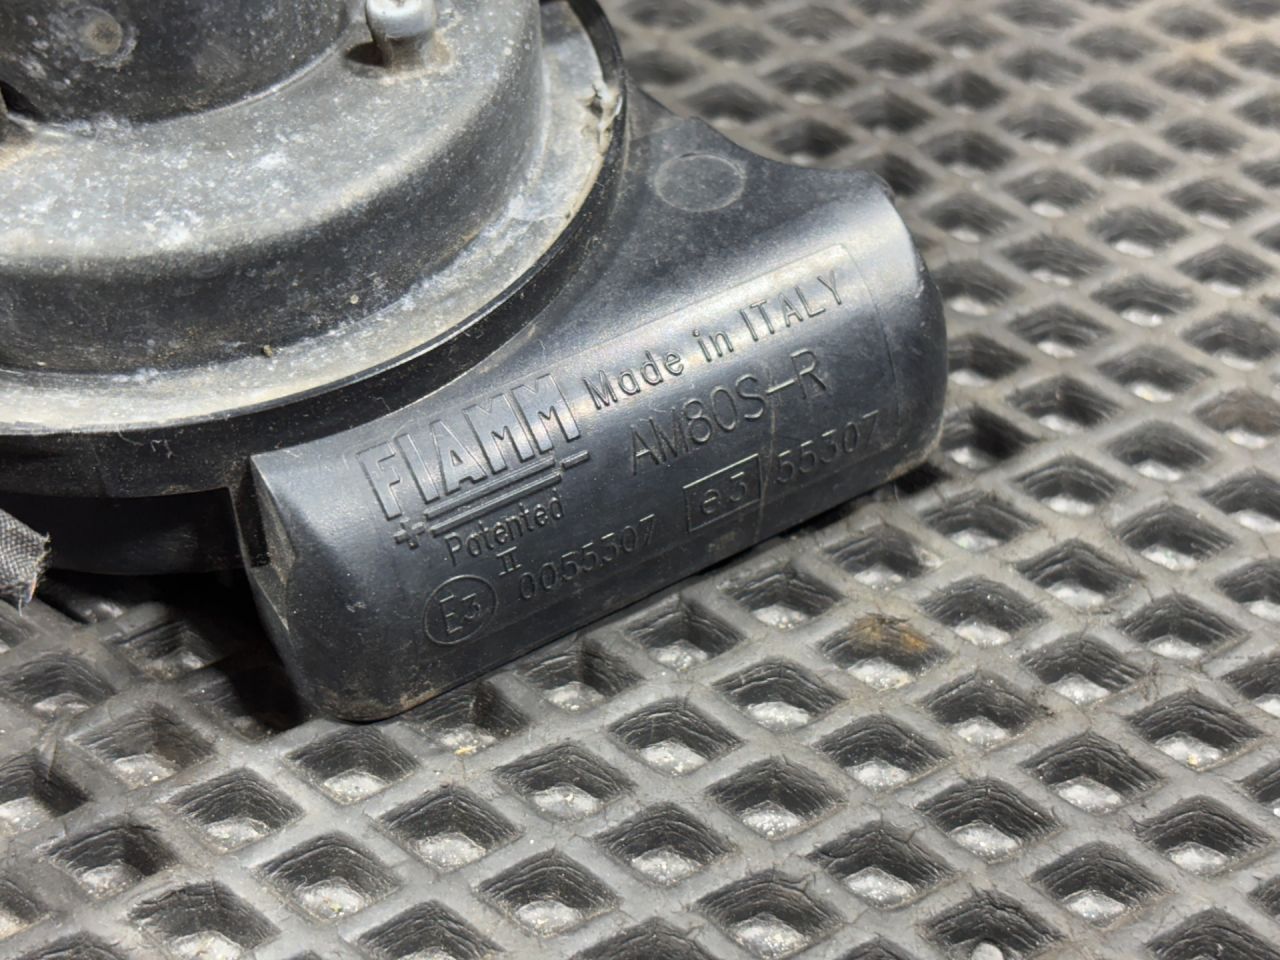 FIAMM Made in ITALY
+ -
Patented AM80S-R
II
E3 0055307 e3 55307